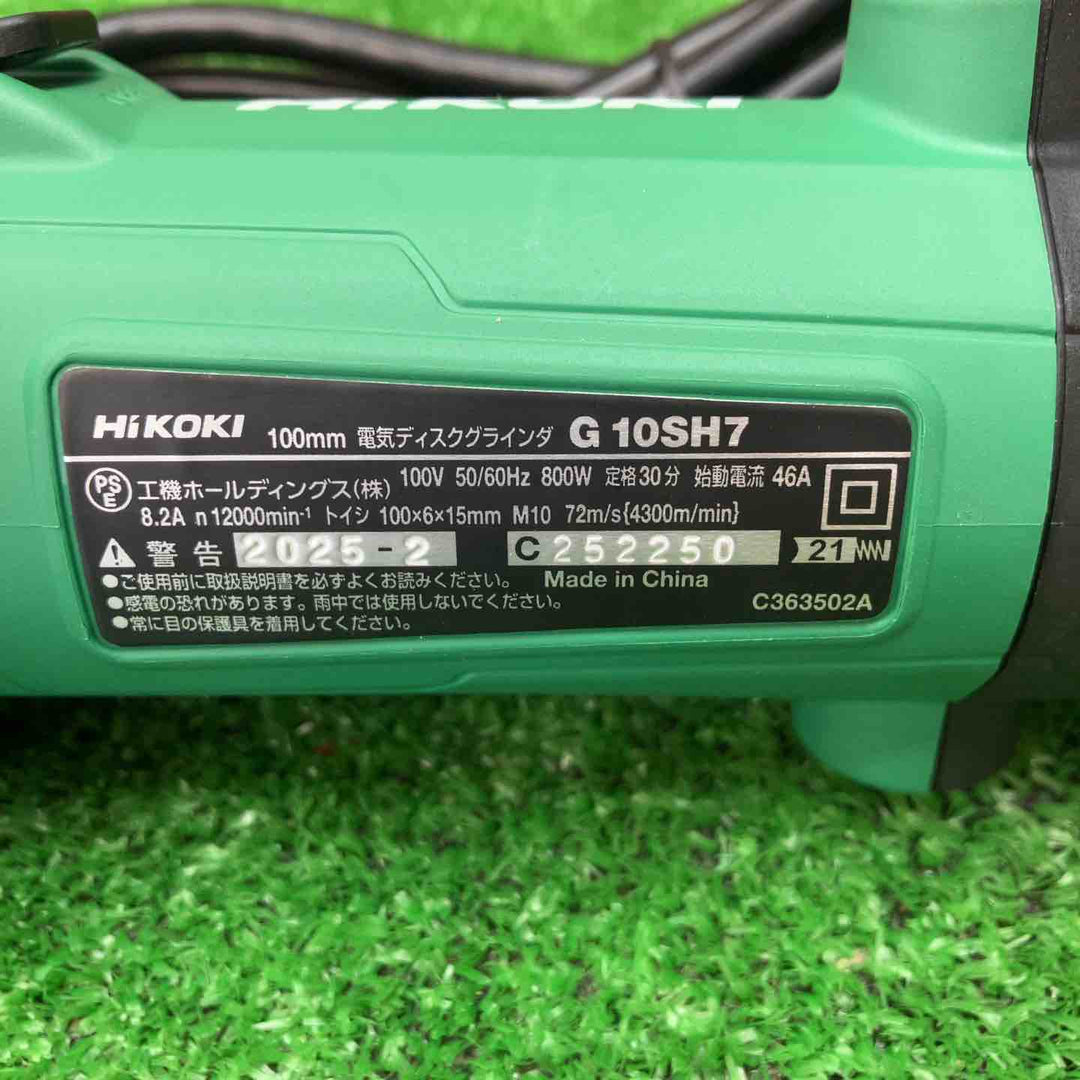 HiKOKI
HiKOKI 100mm 電気ディスクグラインダ G 10SH7
PS E 工機ホールディングス(株) 100V 50/60Hz 800W 定格30分 始動電流 46A
8.2A n 12000min-1 トイシ 100×6×15mm M10 72m/s{4300m/min}
警告 2025-2 C 252250 21
●ご使用前に取扱説明書を必ずよくお読みください。 Made in China
●感電の恐れがあります。雨中では使用しないでください。 C363502A
●常に目の保護具を着用してください。